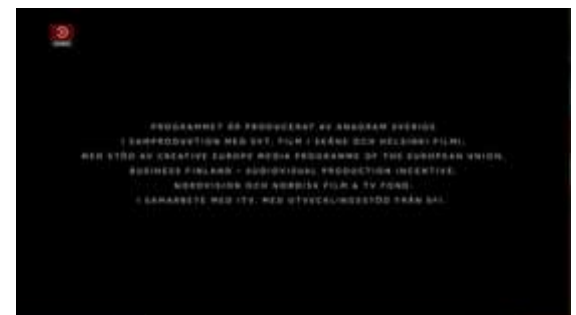 PROGRAMMET ÄR PRODUCERAT AV ANAGRAM SVERIGE
I SAMPRODUKTION MED SVT, FILM I SKÅNE OCH HELSINKI FILMI,
MED STÖD AV CREATIVE EUROPE MEDIA PROGRAMME OF THE EUROPEAN UNION,
BUSINESS FINLAND – AUDIOVISUAL PRODUCTION INCENTIVE,
NORDVISION OCH NORDISK FILM & TV FOND.
I SAMARBETE MED ITV. MED UTVECKLINGSSTÖD FRÅN SFI.